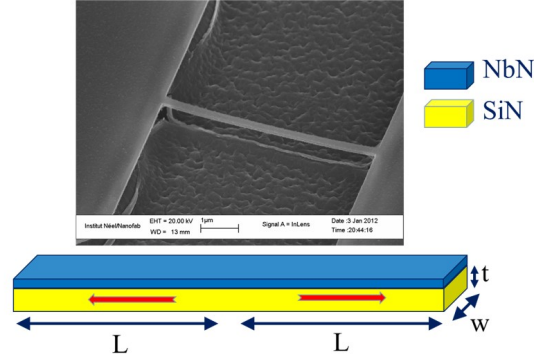 NbN
SiN
Institut Néel/Nanofab
EHT = 20.00 kV
WD = 13 mm
1µm
Signal A = InLens
Date :3 Jan 2012
Time :20:44:16
t
w
L
L